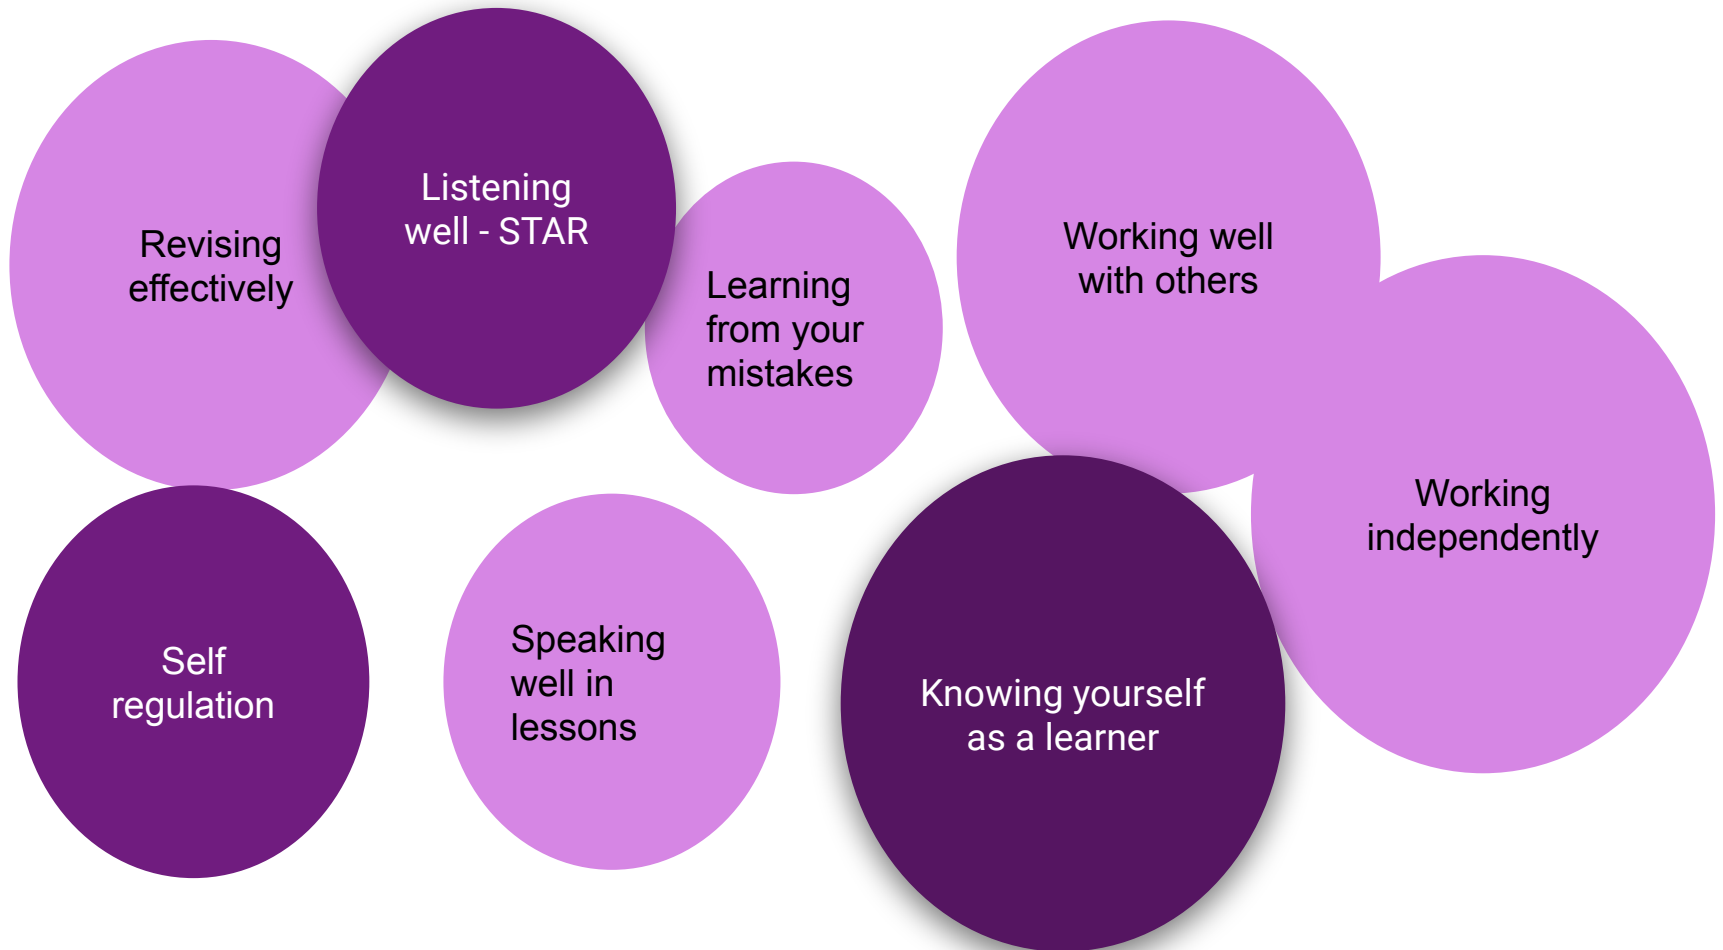 Revising
effectively
Listening
well - STAR
Learning
from your
mistakes
Working well
with others
Working
independently
Self
regulation
Speaking
well in
lessons
Knowing yourself
as a learner